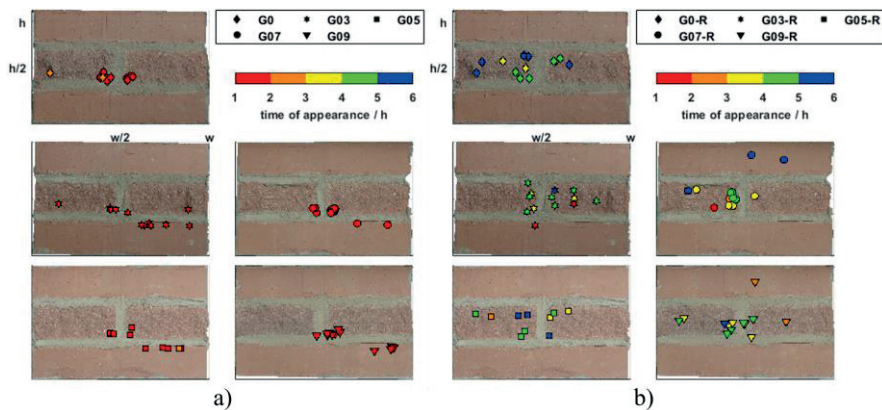 h
h/2
w/2
w
G0
G03
G05
G07
G09
1 2 3 4 5 6
time of appearance / h
a)
h
h/2
w/2
w
G0-R
G03-R
G05-R
G07-R
G09-R
1 2 3 4 5 6
time of appearance / h
b)